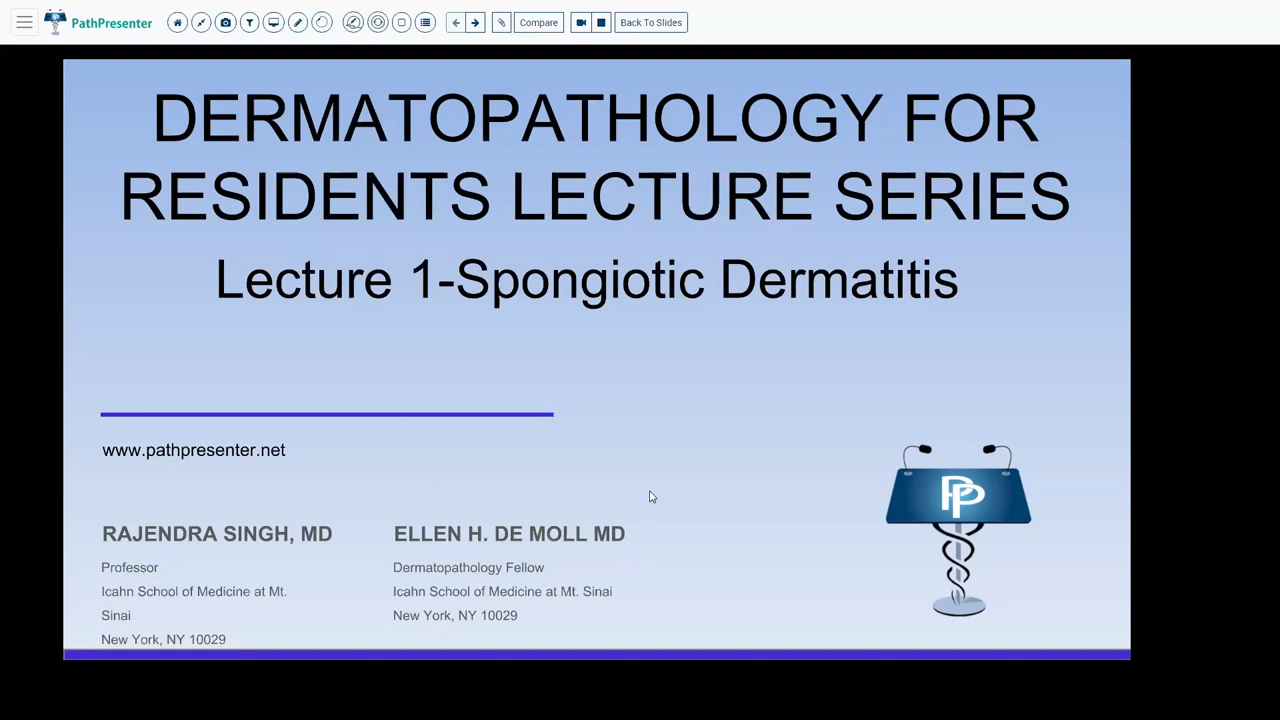 PathPresenter
Compare
Back To Slides
DERMATOPATHOLOGY FOR
RESIDENTS LECTURE SERIES
Lecture 1-Spongiotic Dermatitis
www.pathpresenter.net
PP
RAJENDRA SINGH, MD
Professor
Icahn School of Medicine at Mt.
Sinai
New York, NY 10029
ELLEN H. DE MOLL MD
Dermatopathology Fellow
Icahn School of Medicine at Mt. Sinai
New York, NY 10029